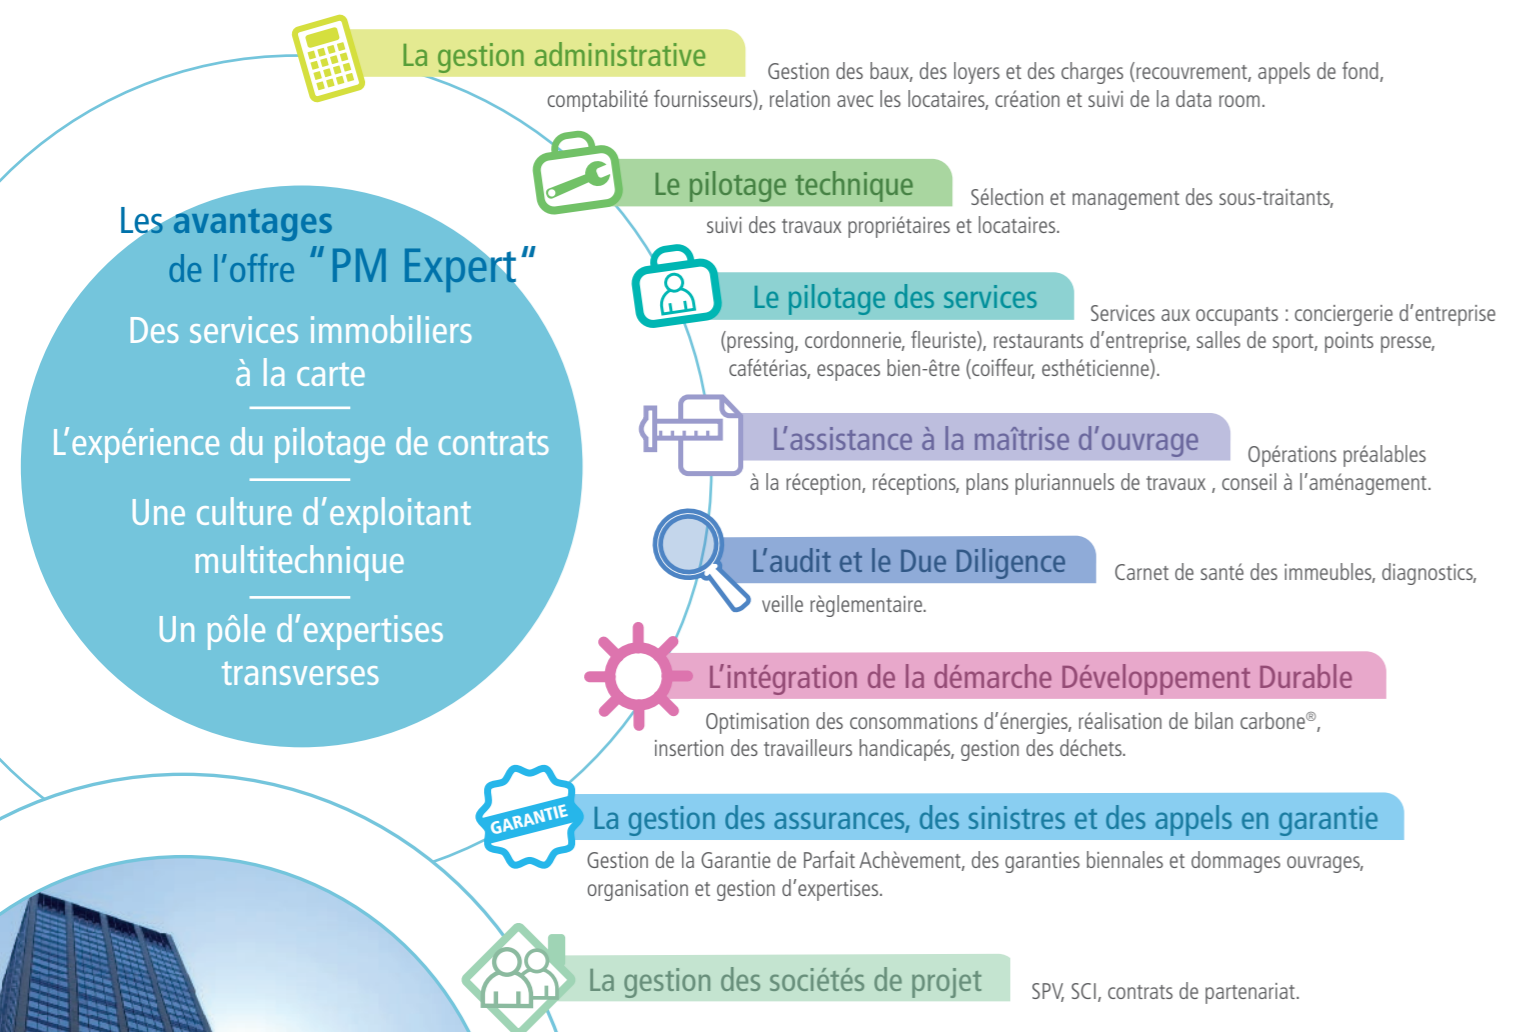 La gestion administrative
Gestion des baux, des loyers et des charges (recouvrement, appels de fond,
comptabilité fournisseurs), relation avec les locataires, création et suivi de la data room.
Le pilotage technique
Sélection et management des sous-traitants,
suivi des travaux propriétaires et locataires.
Les avantages
de l’offre “PM Expert“
Des services immobiliers
à la carte
L’expérience du pilotage de contrats
Une culture d’exploitant
multitechnique
Un pôle d’expertises
transverses
Le pilotage des services
Services aux occupants : conciergerie d’entreprise
(pressing, cordonnerie, fleuriste), restaurants d’entreprise, salles de sport, points presse,
cafétérias, espaces bien-être (coiffeur, esthéticienne).
L’assistance à la maîtrise d’ouvrage
Opérations préalables
à la réception, réceptions, plans pluriannuels de travaux , conseil à l’aménagement.
L’audit et le Due Diligence
Carnet de santé des immeubles, diagnostics,
veille règlementaire.
L’intégration de la démarche Développement Durable
Optimisation des consommations d’énergies, réalisation de bilan carbone®,
insertion des travailleurs handicapés, gestion des déchets.
GARANTIE
La gestion des assurances, des sinistres et des appels en garantie
Gestion de la Garantie de Parfait Achèvement, des garanties biennales et dommages ouvrages,
organisation et gestion d’expertises.
La gestion des sociétés de projet
SPV, SCI, contrats de partenariat.